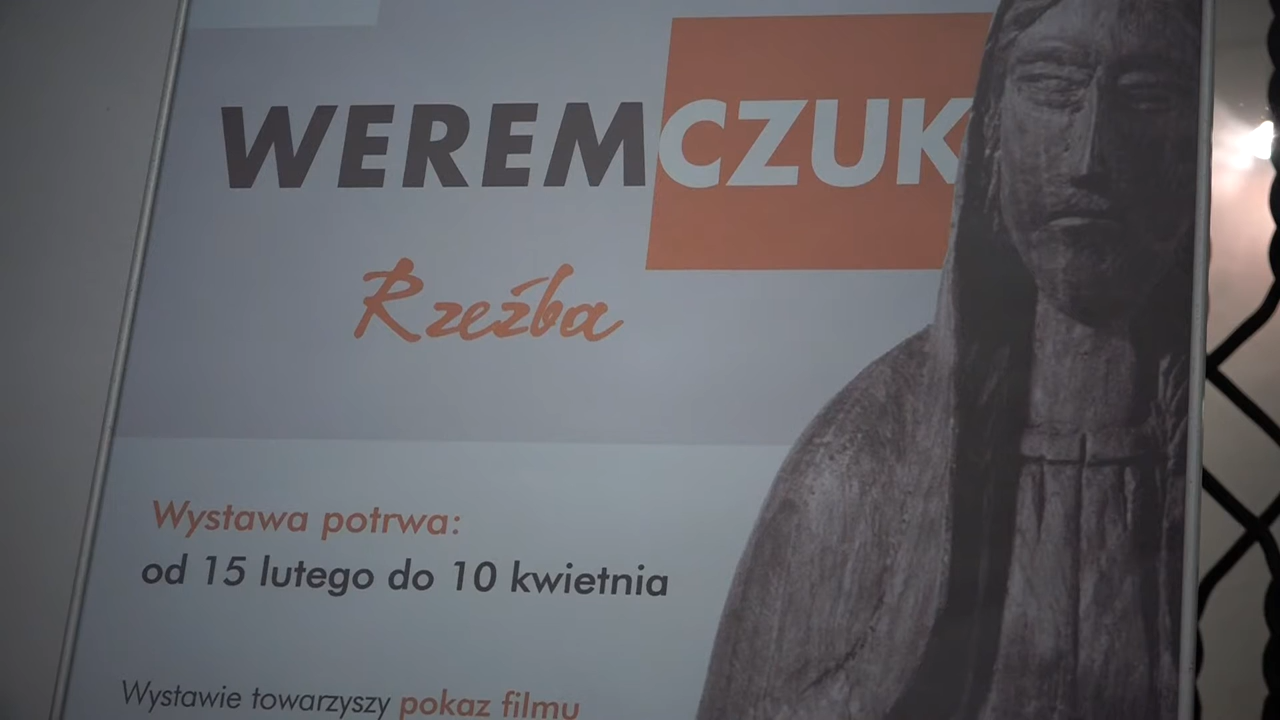 WEREMCZUK
Rzeźba
Wystawa potrwa:
od 15 lutego do 10 kwietnia
Wystawie towarzyszy pokaz filmu